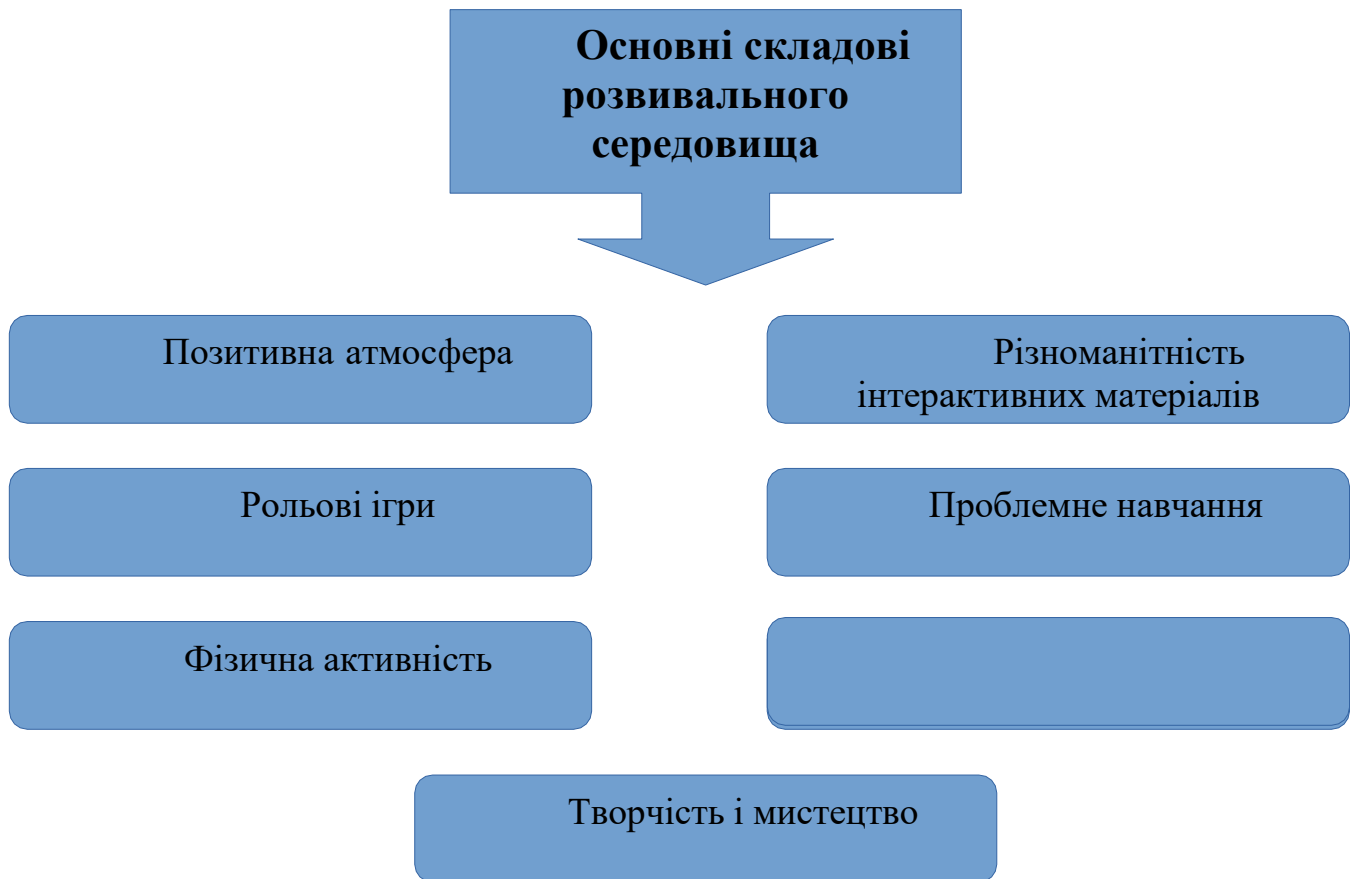 Основні складові
розвивального
середовища
Позитивна атмосфера
Різноманітність
інтерактивних матеріалів
Рольові ігри
Проблемне навчання
Фізична активність
Творчість і мистецтво